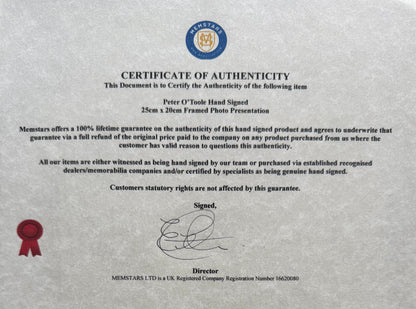 MEMSTARS
CERTIFICATE OF AUTHENTICITY
This Document is to Certify the Authenticity of the following item
Peter O'Toole Hand Signed
25cm x 20cm Framed Photo Presentation
Memstars offers a 100% lifetime guarantee on the authenticity of this hand signed product and agrees to underwrite that
guarantee via a full refund of the original price paid to the company on any product purchased from us where the
customer has valid reason to questions this authenticity.
All our items are either witnessed as being hand signed by our team or purchased via established recognised
dealers/memorabilia companies and/or certified by specialists as being genuine hand signed.
Customers statutory rights are not affected by this guarantee.
Signed,
Director
MEMSTARS LTD is a UK Registered Company Registration Number 16620080